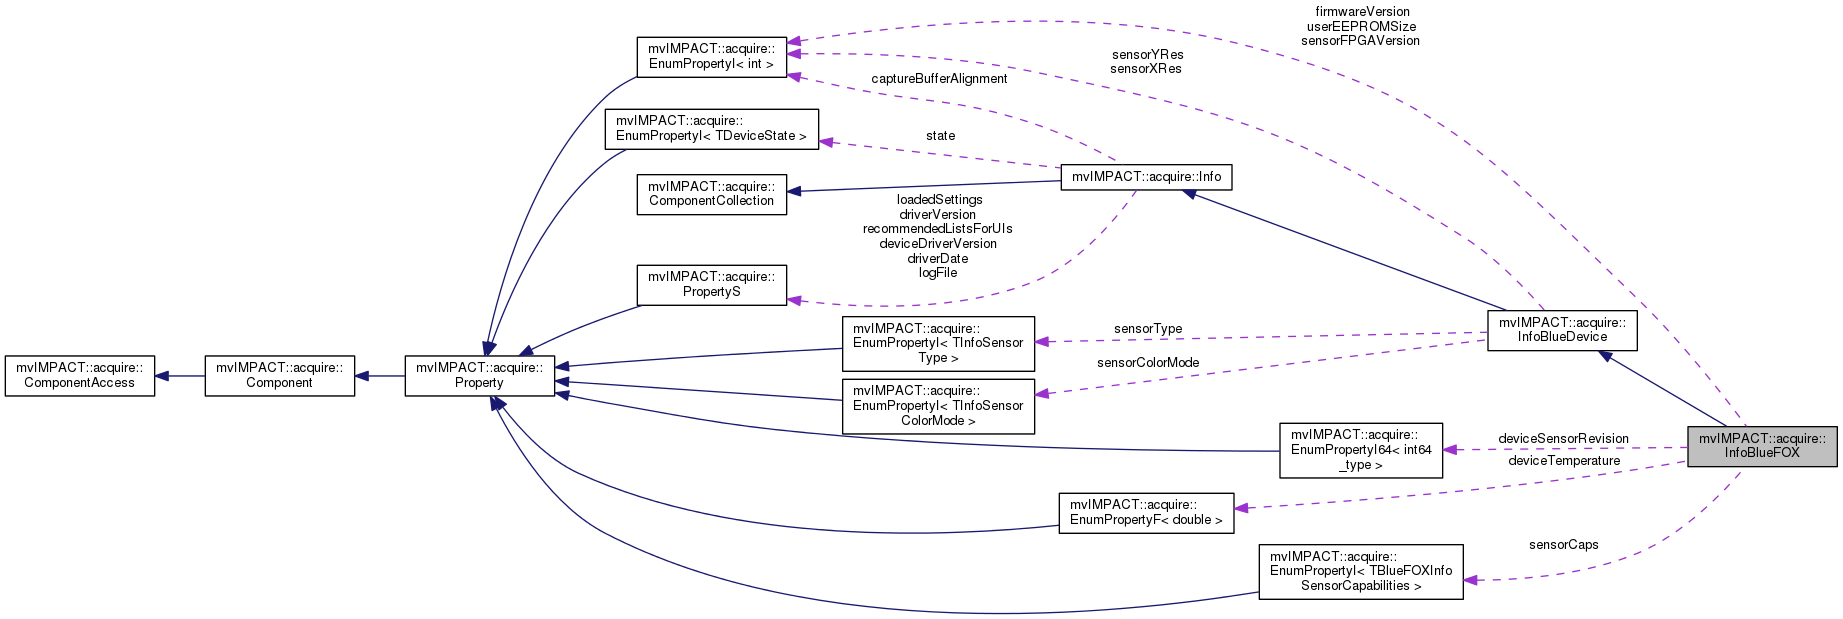 firmwareVersion
userEEPROMSize
sensorFPGAVersion
mvIMPACT::acquire::
EnumPropertyI< int >
sensorYRes
sensorXRes
captureBufferAlignment
mvIMPACT::acquire::
EnumPropertyI< TDeviceState >
state
mvIMPACT::acquire::Info
mvIMPACT::acquire::
ComponentCollection
loadedSettings
driverVersion
recommendedListsForUIs
deviceDriverVersion
driverDate
logFile
mvIMPACT::acquire::
PropertyS
mvIMPACT::acquire::
InfoBlueDevice
mvIMPACT::acquire::
EnumPropertyI< TInfoSensor
Type >
sensorType
mvIMPACT::acquire::
ComponentAccess
mvIMPACT::acquire::
Component
mvIMPACT::acquire::
Property
sensorColorMode
mvIMPACT::acquire::
EnumPropertyI< TInfoSensor
ColorMode >
mvIMPACT::acquire::
EnumPropertyI64< int64
_type >
deviceSensorRevision
mvIMPACT::acquire::
InfoBlueFOX
deviceTemperature
mvIMPACT::acquire::
EnumPropertyF< double >
sensorCaps
mvIMPACT::acquire::
EnumPropertyI< TBlueFOXInfo
SensorCapabilities >